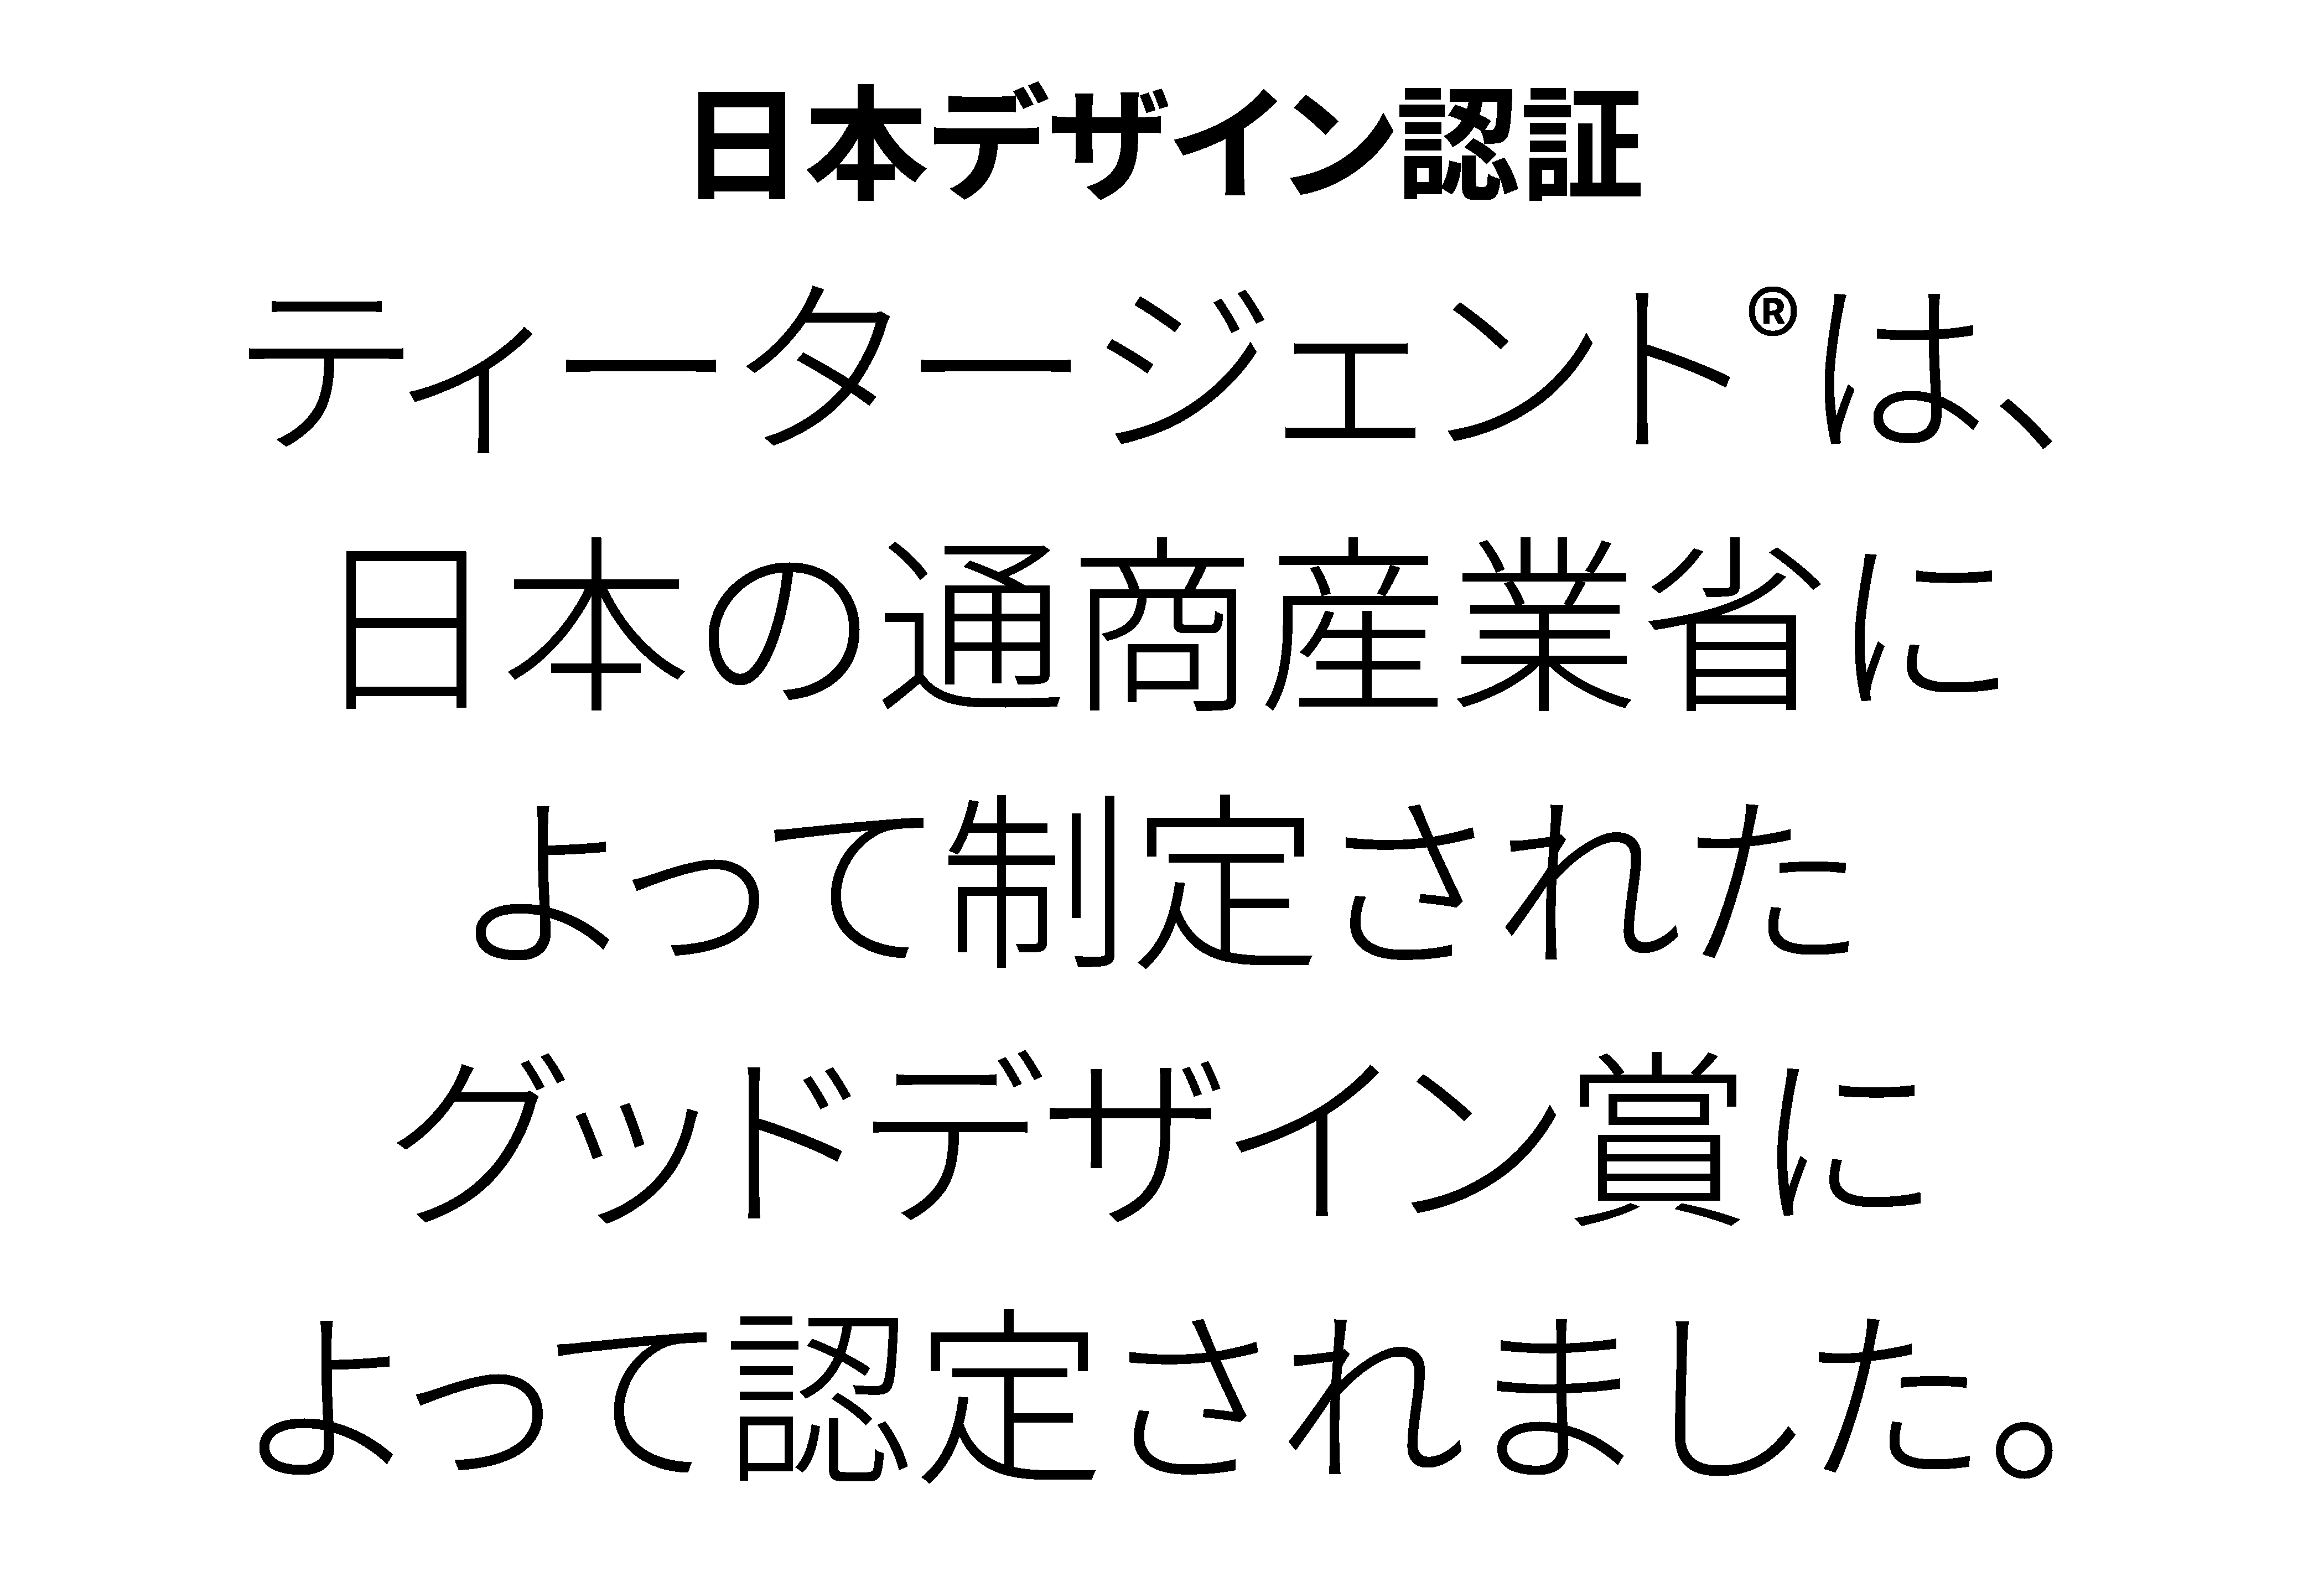 日本デザイン認証
ティータージェント®は、
日本の通商産業省に
よって制定された
グッドデザイン賞に
よって認定されました。